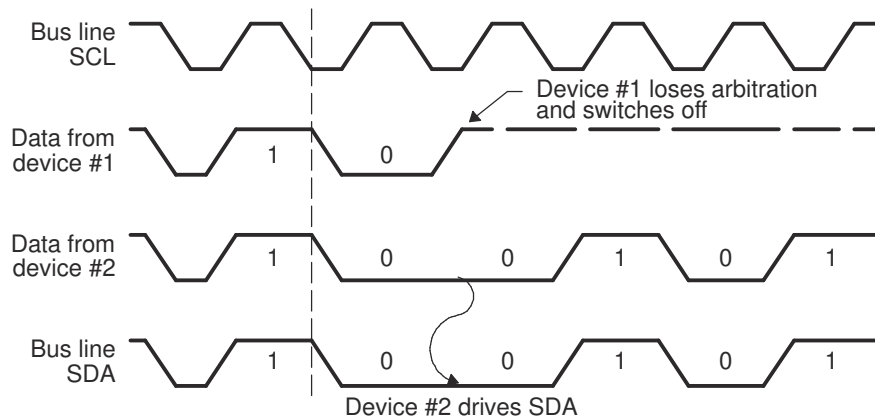 Bus line
SCL
Device #1 loses arbitration
and switches off
Data from
device #1
1 0
Data from
device #2
1 0 0 1 0 1
Bus line
SDA
1 0 0 1 0 1
Device #2 drives SDA